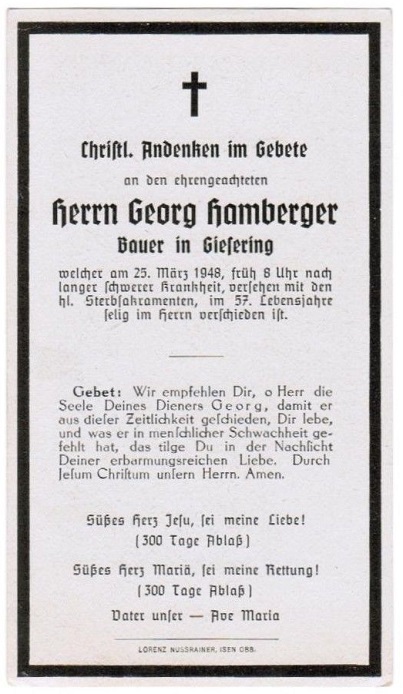 Christl. Andenken im Gebete
an den ehrengeachteten
Herrn Georg Hamberger
Bauer in Giesering
welcher am 25. März 1948, früh 8 Uhr nach
langer schwerer Krankheit, versehen mit den
hl. Sterbsakramenten, im 57. Lebensjahre
selig im Herrn verschieden ist.
Gebet: Wir empfehlen Dir, o Herr die
Seele Deines Dieners Georg, damit er
aus dieser Zeitlichkeit geschieden, Dir lebe,
und was er in menschlicher Schwachheit ge-
fehlt hat, das tilge Du in der Nachsicht
Deiner erbarmungsreichen Liebe. Durch
Jesum Christum unsern Herrn. Amen.
Süßes Herz Jesu, sei meine Liebe!
(300 Tage Ablaß)
Süßes Herz Mariä, sei meine Rettung!
(300 Tage Ablaß)
Vater unser — Ave Maria
LORENZ NUSSRAINER, ISEN OBB.